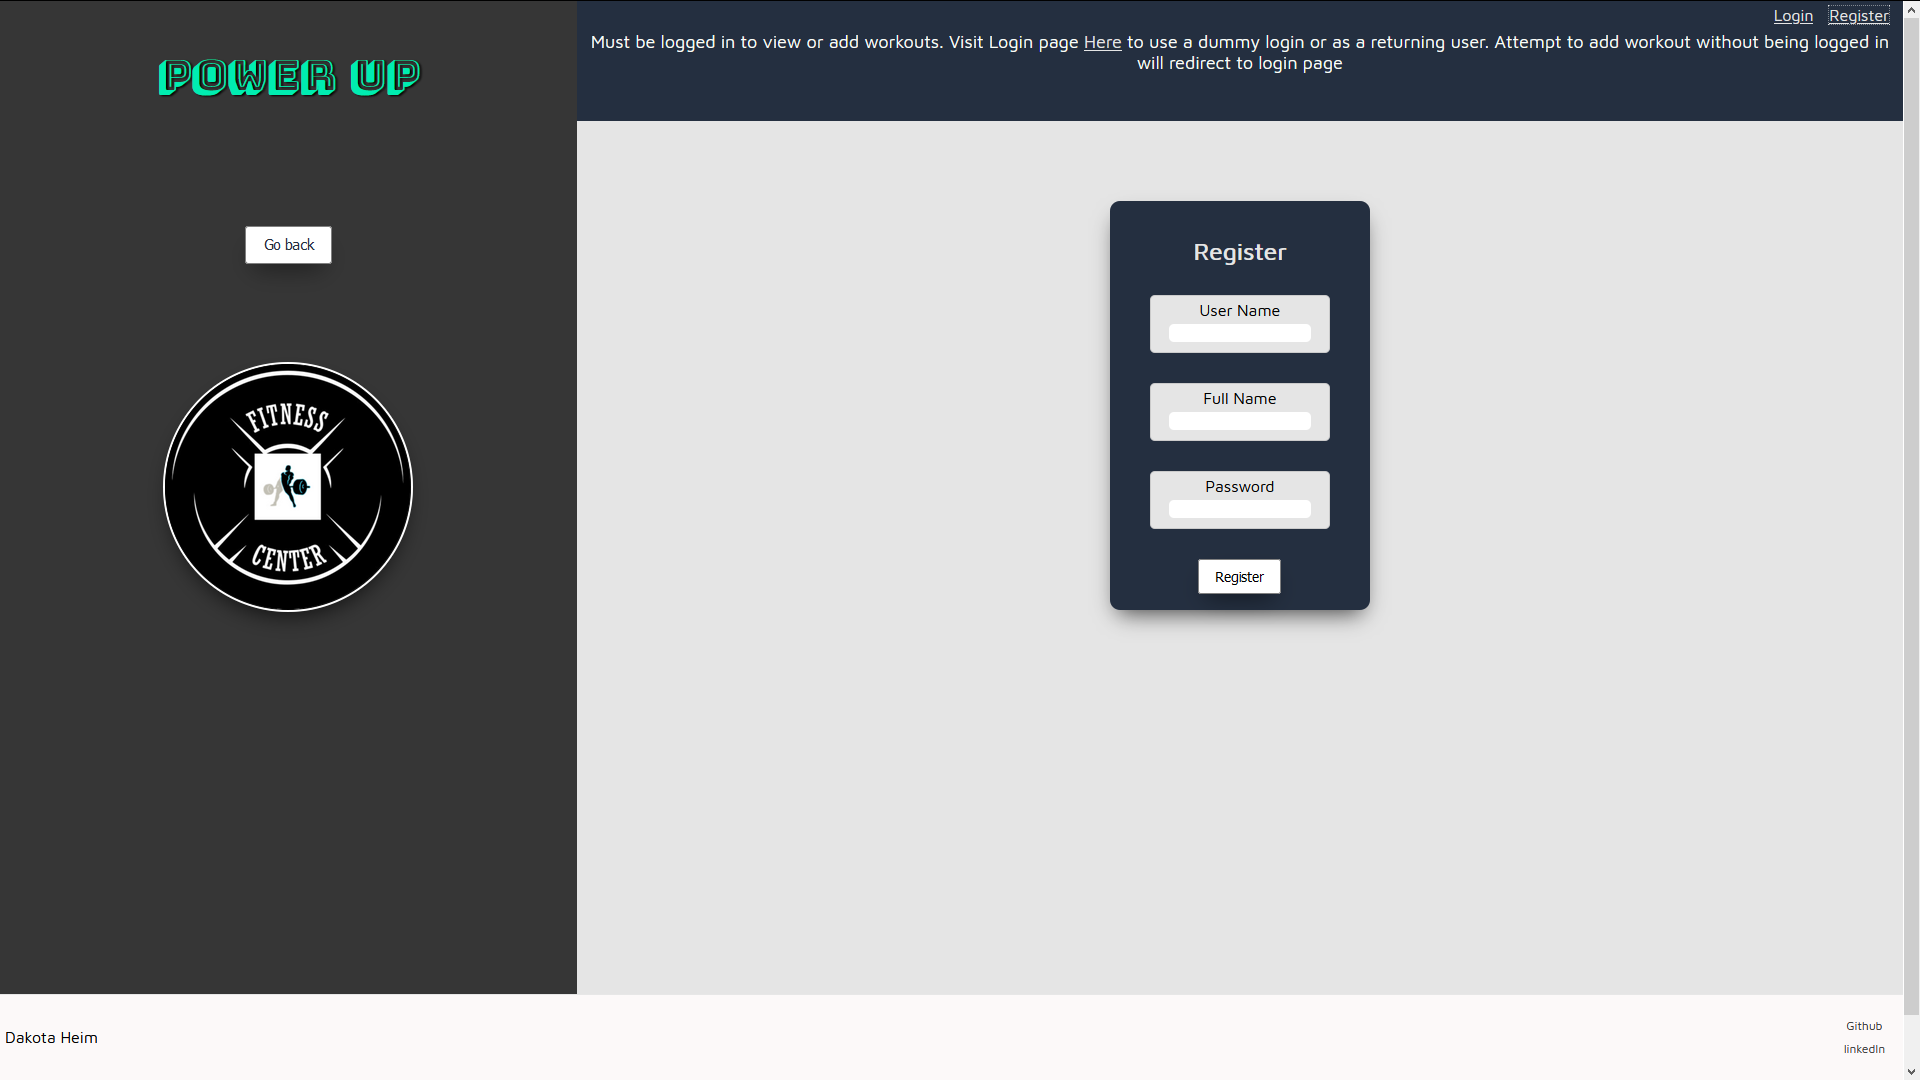 POWER UP
Go back
FITNESS
CENTER
Login Register
Must be logged in to view or add workouts. Visit Login page Here to use a dummy login or as a returning user. Attempt to add workout without being logged in
will redirect to login page
Register
User Name
Full Name
Password
Register
Dakota Heim
Github
linkedIn